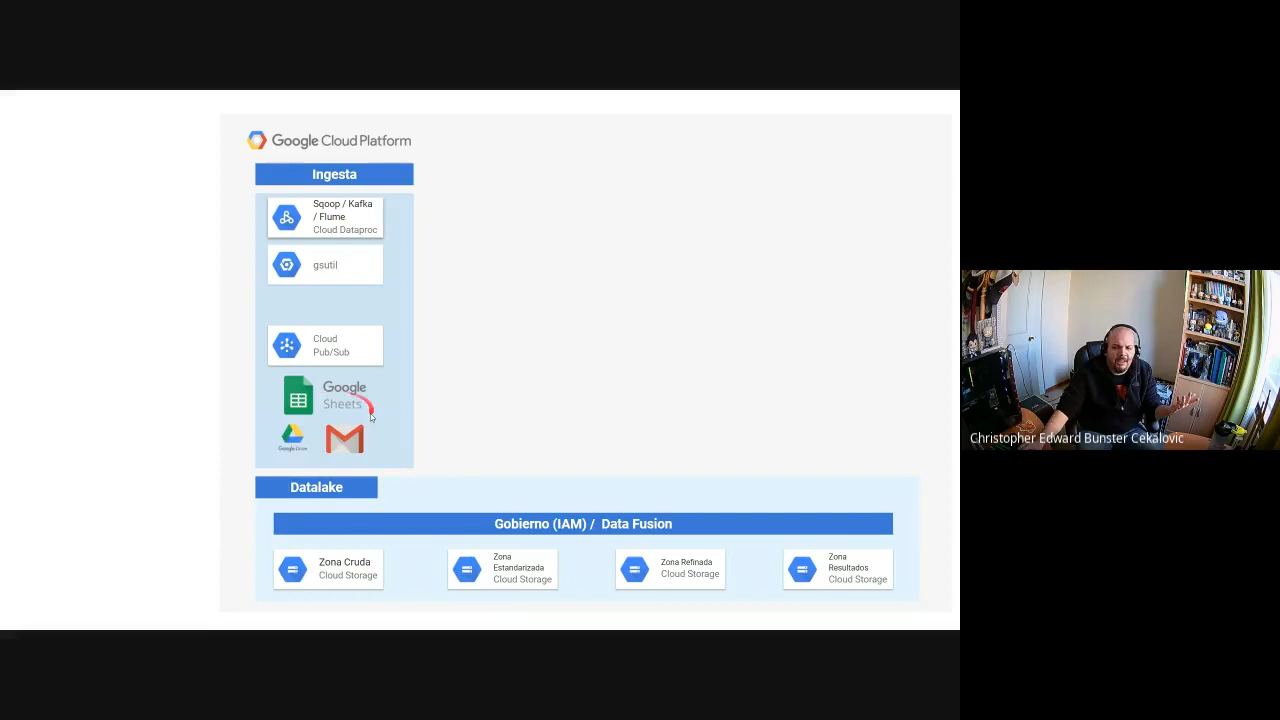 Google Cloud Platform
Ingesta
Sqoop / Kafka
/ Flume
Cloud Dataproc
gsutil
Cloud
Pub/Sub
Google
Sheets
Google Drive
Datalake
Gobierno (IAM) / Data Fusion
Zona Cruda
Cloud Storage
Zona
Estandarizada
Cloud Storage
Zona Refinada
Cloud Storage
Zona
Resultados
Cloud Storage
Christopher Edward Bunster Cekalovic